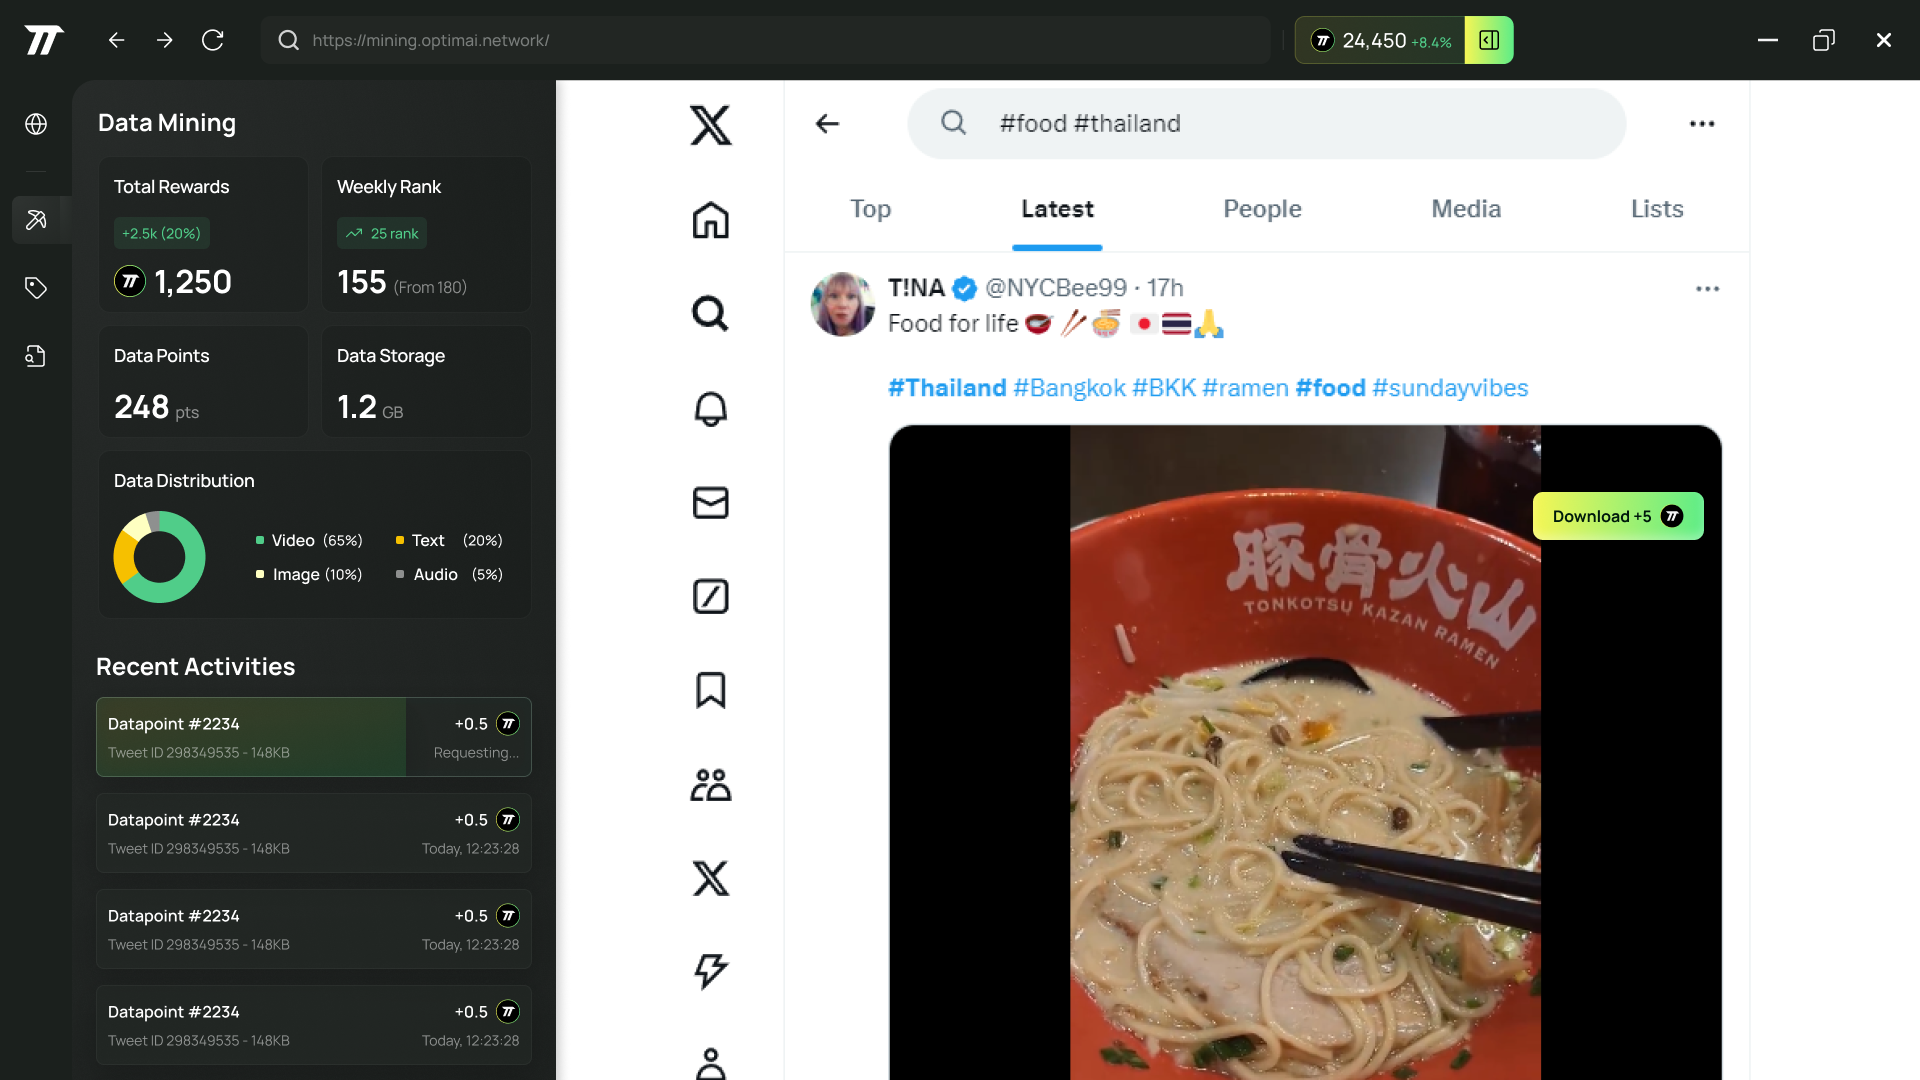 https://mining.optimai.network/
24,450 +8.4%
Data Mining
Total Rewards
+2.5k (20%)
1,250
Weekly Rank
25 rank
155 (From 180)
Data Points
248 pts
Data Storage
1.2 GB
Data Distribution
Video (65%)
Text (20%)
Image (10%)
Audio (5%)
Recent Activities
Datapoint #2234 +0.5
Tweet ID 298349535 - 148KB Requesting...
Datapoint #2234 +0.5
Tweet ID 298349535 - 148KB Today, 12:23:28
Datapoint #2234 +0.5
Tweet ID 298349535 - 148KB Today, 12:23:28
Datapoint #2234 +0.5
Tweet ID 298349535 - 148KB Today, 12:23:28
#food #thailand
Top Latest People Media Lists
T!NA @NYCBee99 · 17h
Food for life 🍲🥢🍜🇯🇵🇹🇭🙏
#Thailand #Bangkok #BKK #ramen #food #sundayvibes
Download +5
豚骨火山
TONKOTSU KAZAN RAMEN